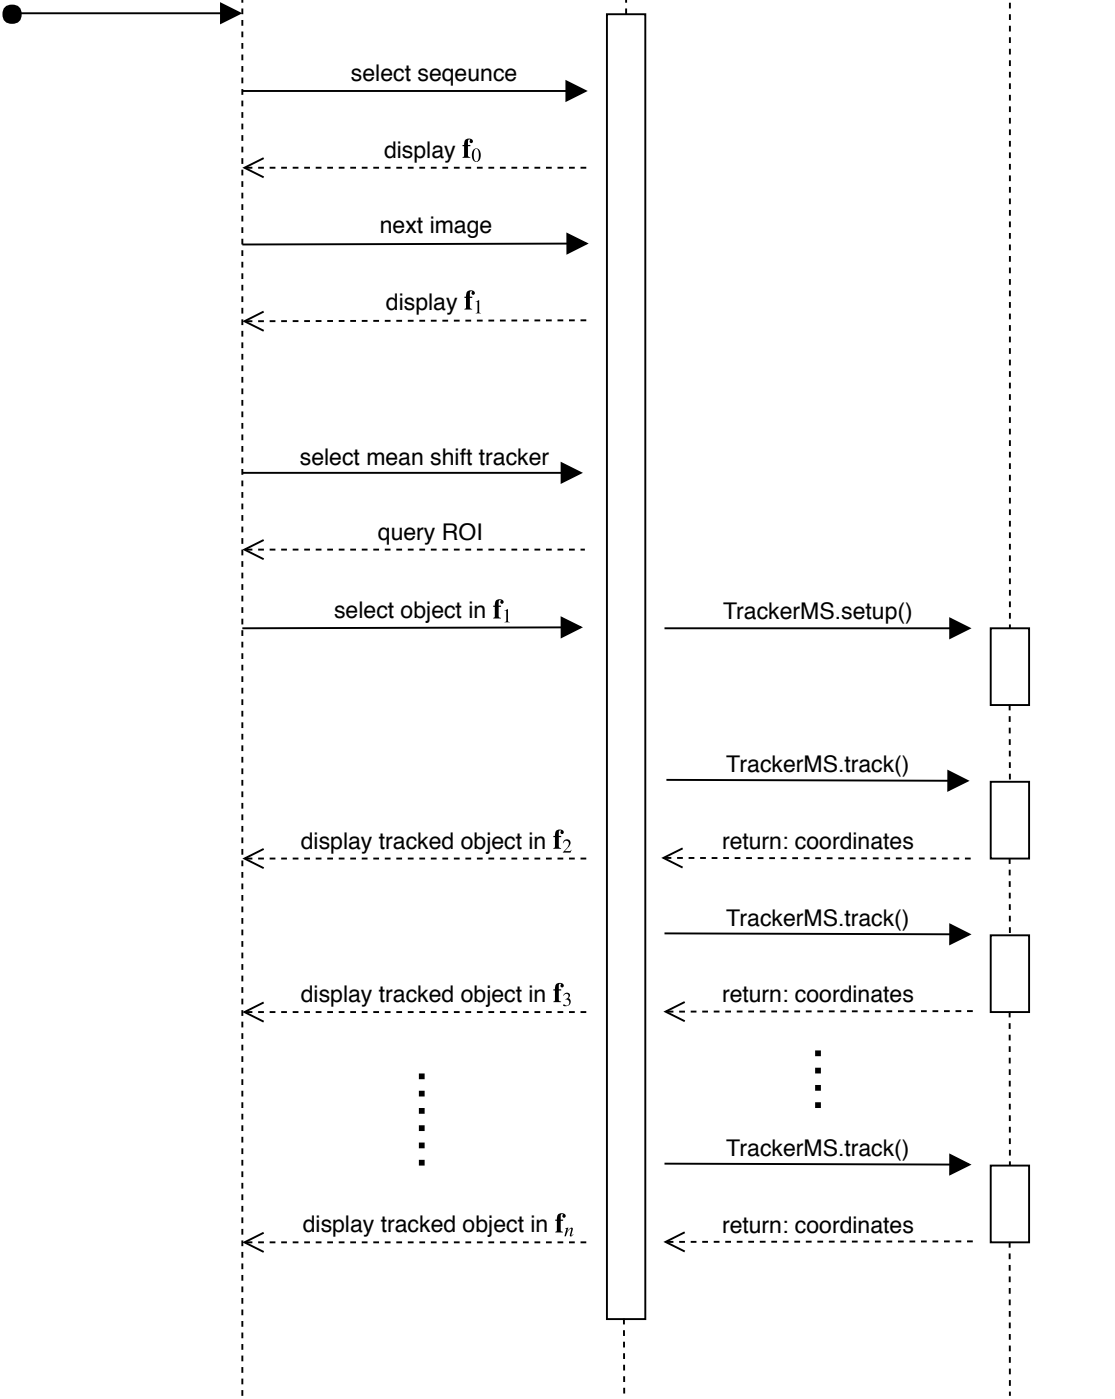 select seqeunce
display f₀
next image
display f₁
select mean shift tracker
query ROI
select object in f₁
TrackerMS.setup()
TrackerMS.track()
display tracked object in f₂
return: coordinates
TrackerMS.track()
display tracked object in f₃
return: coordinates
TrackerMS.track()
display tracked object in fₙ
return: coordinates